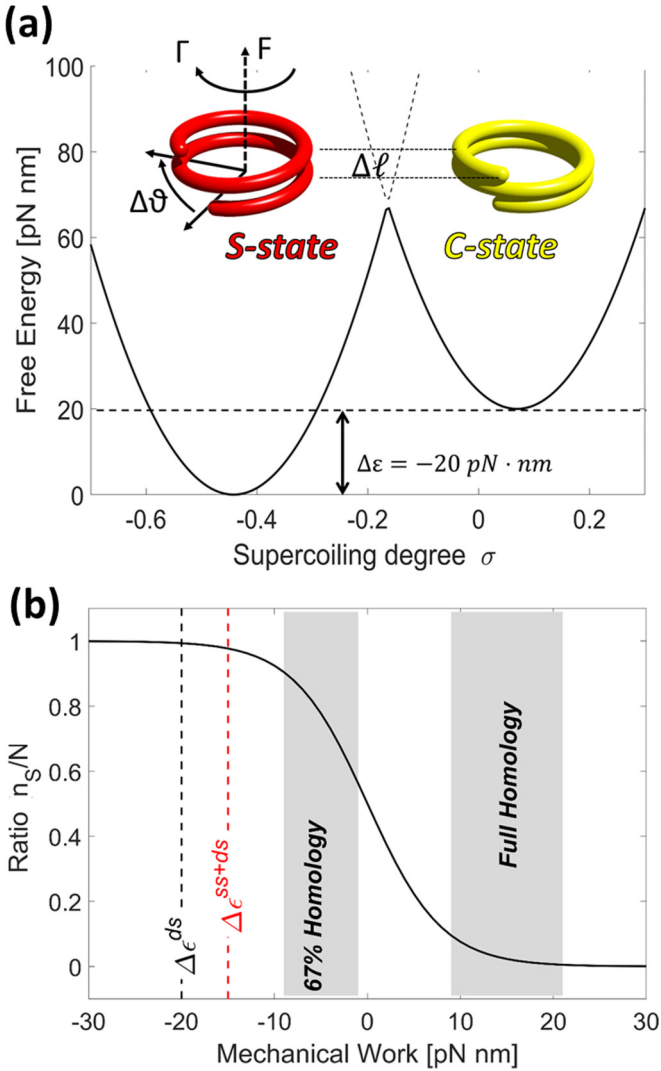 (a)
Γ
F
Δϑ
Δℓ
S-state
C-state
100
80
60
40
20
0
Free Energy [pN nm]
Δε = −20 pN · nm
-0.6
-0.4
-0.2
0
0.2
Supercoiling degree σ
(b)
1
0.8
0.6
0.4
0.2
0
Ratio n_S/N
Δϵ^ds
Δϵ^ss+ds
67% Homology
Full Homology
-30
-20
-10
0
10
20
30
Mechanical Work [pN nm]